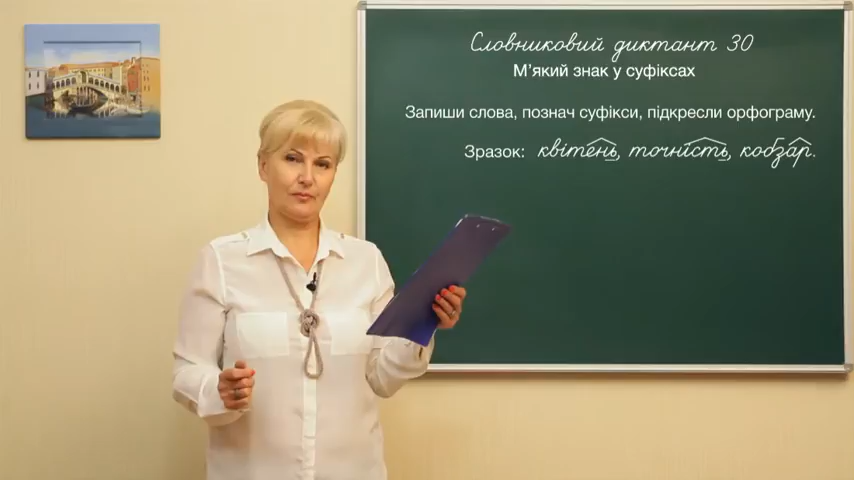 Словниковий диктант 30
М'який знак у суфіксах
Запиши слова, познач суфікси, підкресли орфограму.
Зразок: квітень, точність, кобзар.